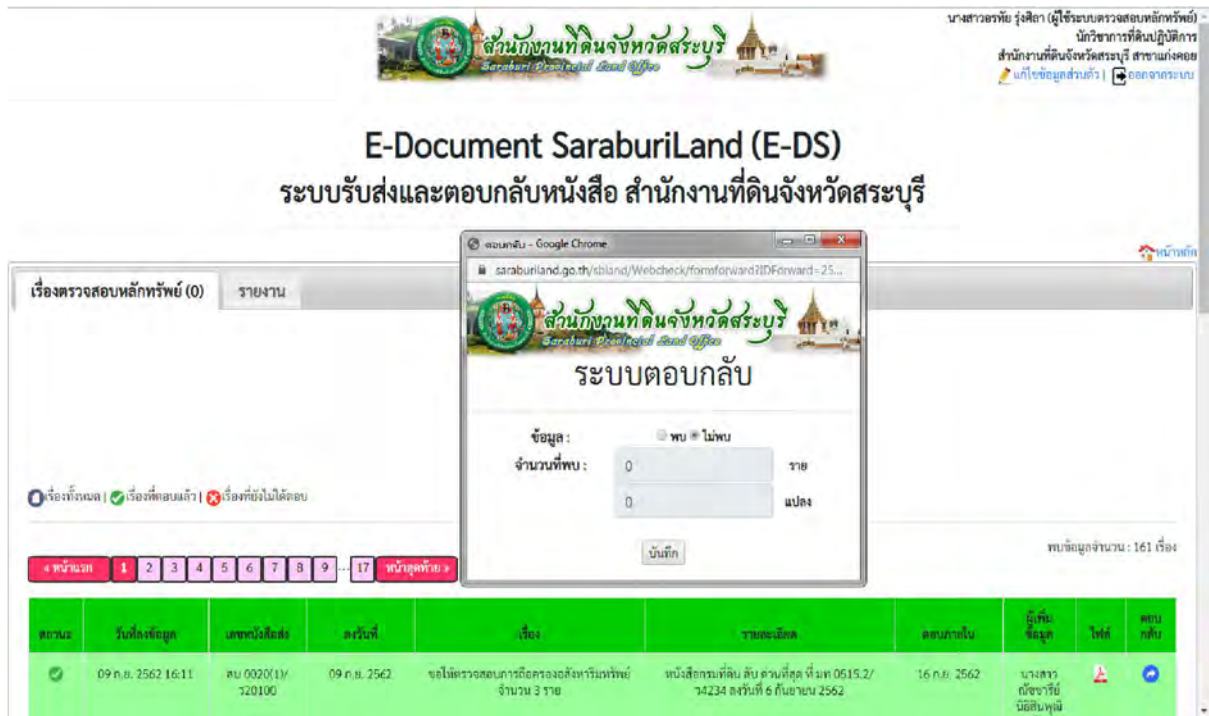 นางสาวอรทัย รุ่งศิลา (ผู้ใช้ระบบตรวจสอบหลักทรัพย์)
นักวิชาการที่ดินปฏิบัติการ
สำนักงานที่ดินจังหวัดสระบุรี สาขาแก่งคอย
แก้ไขข้อมูลส่วนตัว | ออกจากระบบ
สำนักงานที่ดินจังหวัดสระบุรี
Saraburi Provincial Land Office
E-Document SaraburiLand (E-DS)
ระบบรับส่งและตอบกลับหนังสือ สำนักงานที่ดินจังหวัดสระบุรี
หน้าหลัก
เรื่องตรวจสอบหลักทรัพย์ (0) รายงาน
ตอบกลับ - Google Chrome
saraburiland.go.th/sbland/Webcheck/formforward?IDForward=25...
สำนักงานที่ดินจังหวัดสระบุรี
Saraburi Provincial Land Office
ระบบตอบกลับ
ข้อมูล : พบ ไม่พบ
จำนวนที่พบ : 0 ราย
0 แปลง
บันทึก
เรื่องทั้งหมด | เรื่องที่ตอบแล้ว | เรื่องที่ยังไม่ได้ตอบ
พบข้อมูลจำนวน : 161 เรื่อง
« หน้าแรก 1 2 3 4 5 6 7 8 9 ... 17 หน้าสุดท้าย »
สถานะ วันที่ลงข้อมูล เลขหนังสือส่ง ลงวันที่ เรื่อง รายละเอียด ตอบภายใน ผู้เพิ่มข้อมูล ไฟล์ ตอบกลับ
09 ก.ย. 2562 16:11 สบ 0020(1)/ว20100 09 ก.ย. 2562 ขอให้ตรวจสอบการถือครองอสังหาริมทรัพย์ จำนวน 3 ราย หนังสือกรมที่ดิน ลับ ด่วนที่สุด ที่ มท 0515.2/ว4234 ลงวันที่ 6 กันยายน 2562 16 ก.ย. 2562 นางสาว